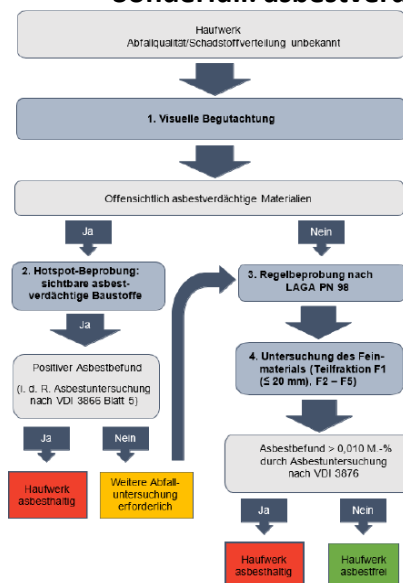 Haufwerk
Abfallqualität/Schadstoffverteilung unbekannt
1. Visuelle Begutachtung
Offensichtlich asbestverdächtige Materialien
Ja
Nein
2. Hotspot-Beprobung:
sichtbare asbest-
verdächtige Baustoffe
3. Regelbeprobung nach
LAGA PN 98
Ja
4. Untersuchung des Fein-
materials (Teilfraktion F1
(≤ 20 mm), F2 – F5)
Positiver Asbestbefund
(i. d. R. Asbestuntersuchung
nach VDI 3866 Blatt 5)
Ja
Nein
Asbestbefund > 0,010 M.-%
durch Asbestuntersuchung
nach VDI 3876
Haufwerk
asbesthaltig
Weitere Abfall-
untersuchung
erforderlich
Ja
Nein
Haufwerk
asbesthaltig
Haufwerk
asbestfrei